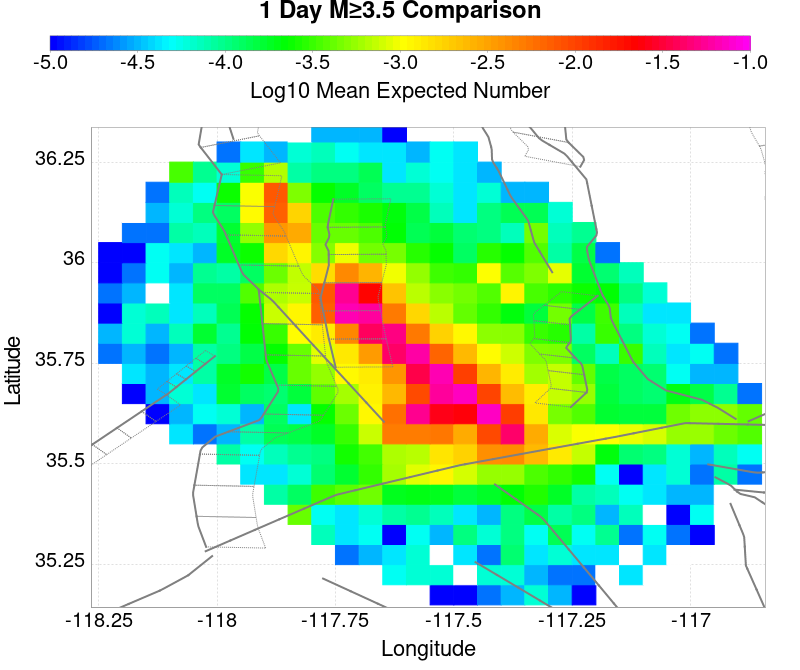 1 Day M≥3.5 Comparison
-5.0 -4.5 -4.0 -3.5 -3.0 -2.5 -2.0 -1.5 -1.0
Log10 Mean Expected Number
36.25
36
35.75
35.5
35.25
Latitude
-118.25 -118 -117.75 -117.5 -117.25 -117
Longitude